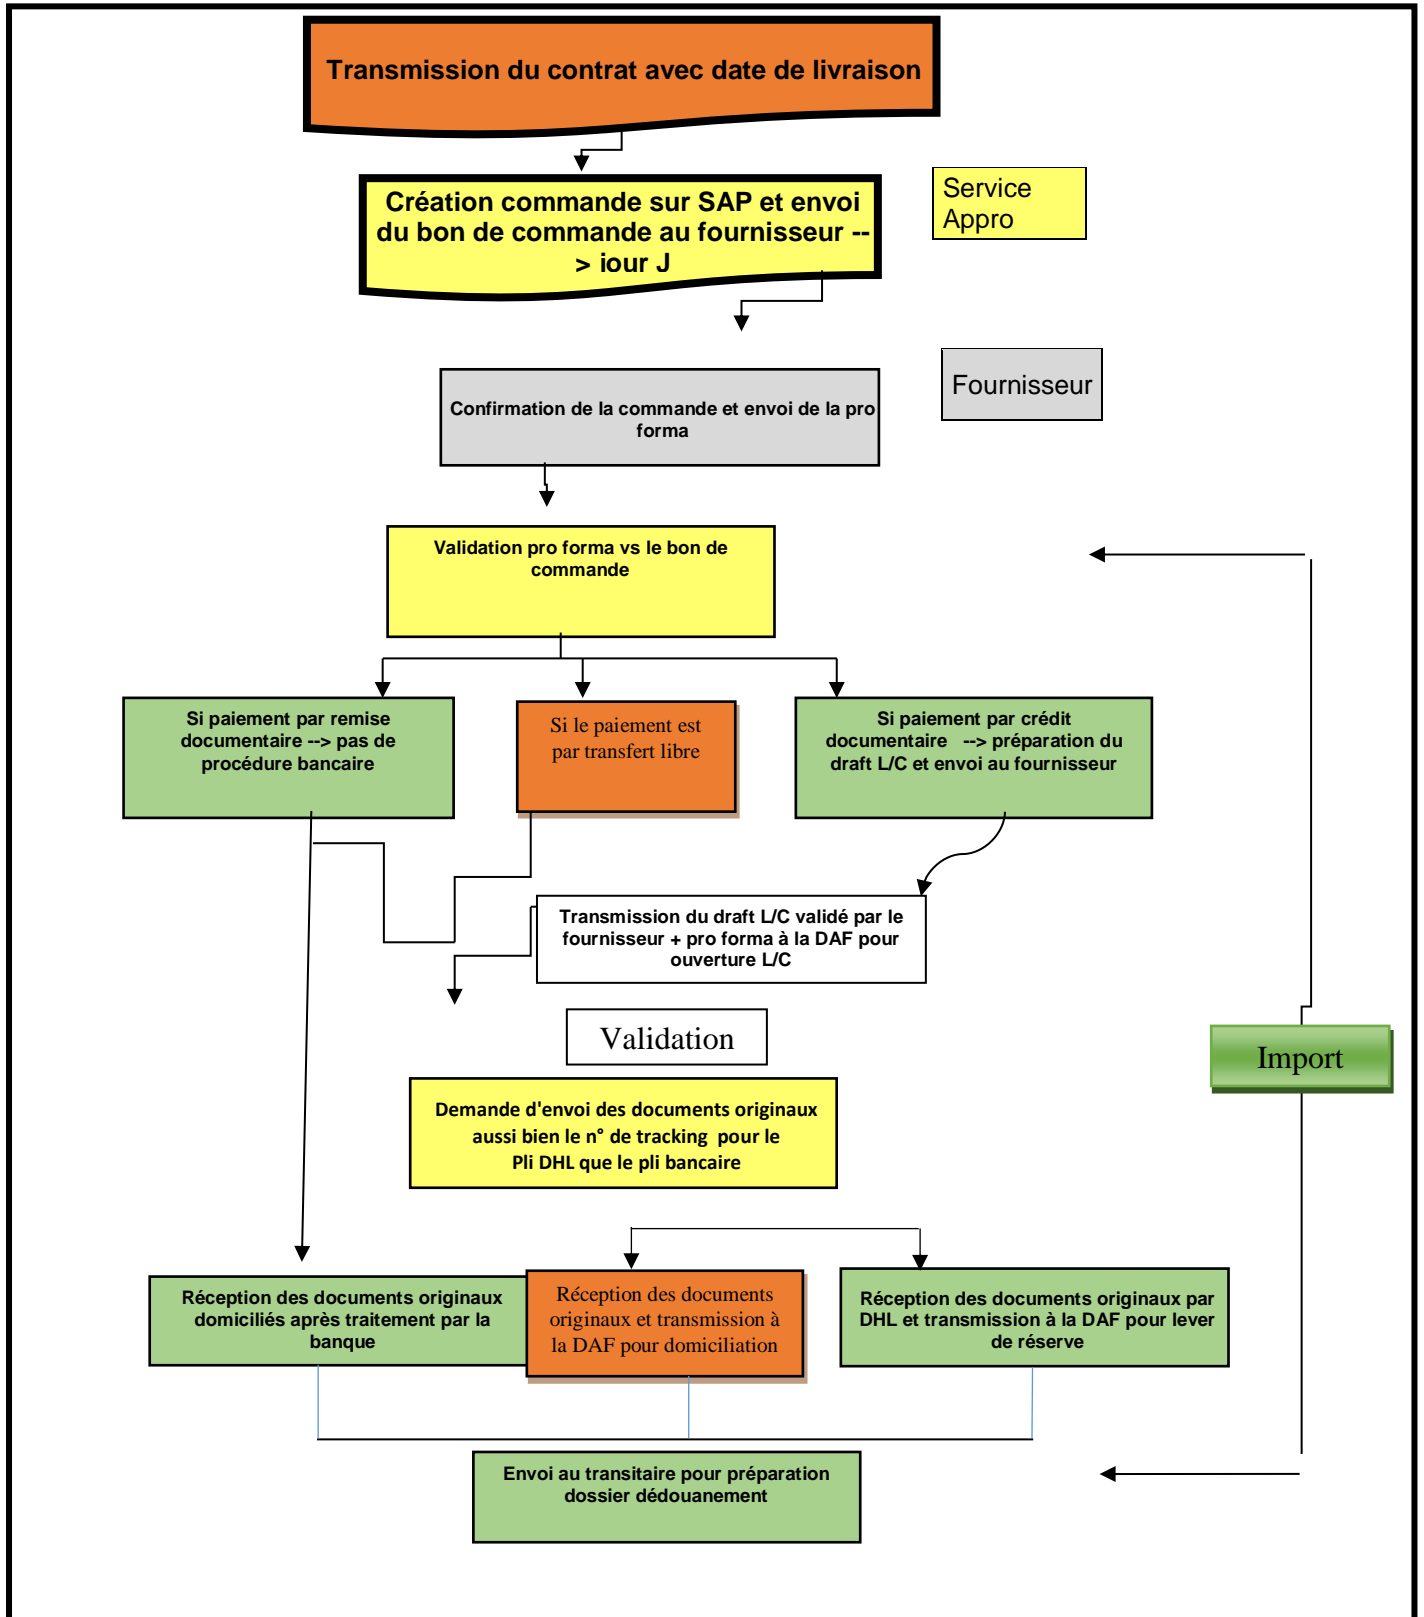 Transmission du contrat avec date de livraison
Création commande sur SAP et envoi
du bon de commande au fournisseur --
> jour J
Service
Appro
Fournisseur
Confirmation de la commande et envoi de la pro
forma
Validation pro forma vs le bon de
commande
Si paiement par remise
documentaire --> pas de
procédure bancaire
Si le paiement est
par transfert libre
Si paiement par crédit
documentaire --> préparation du
draft L/C et envoi au fournisseur
Transmission du draft L/C validé par le
fournisseur + pro forma à la DAF pour
ouverture L/C
Validation
Import
Demande d'envoi des documents originaux
aussi bien le n° de tracking pour le
Pli DHL que le pli bancaire
Réception des documents originaux
domiciliés après traitement par la
banque
Réception des documents
originaux et transmission à
la DAF pour domiciliation
Réception des documents originaux par
DHL et transmission à la DAF pour lever
de réserve
Envoi au transitaire pour préparation
dossier dédouanement